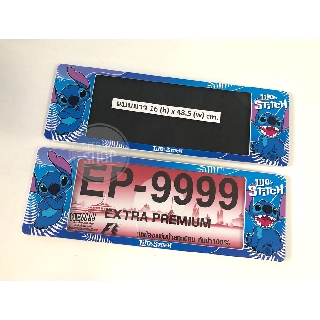 LILO &
STITCH
ขนาดยาว 16 (h) x 48.5 (w) cm.
LILO & STITCH
LILO &
STITCH
EP-9999
EXTRA PREMIUM
LILO & STITCH